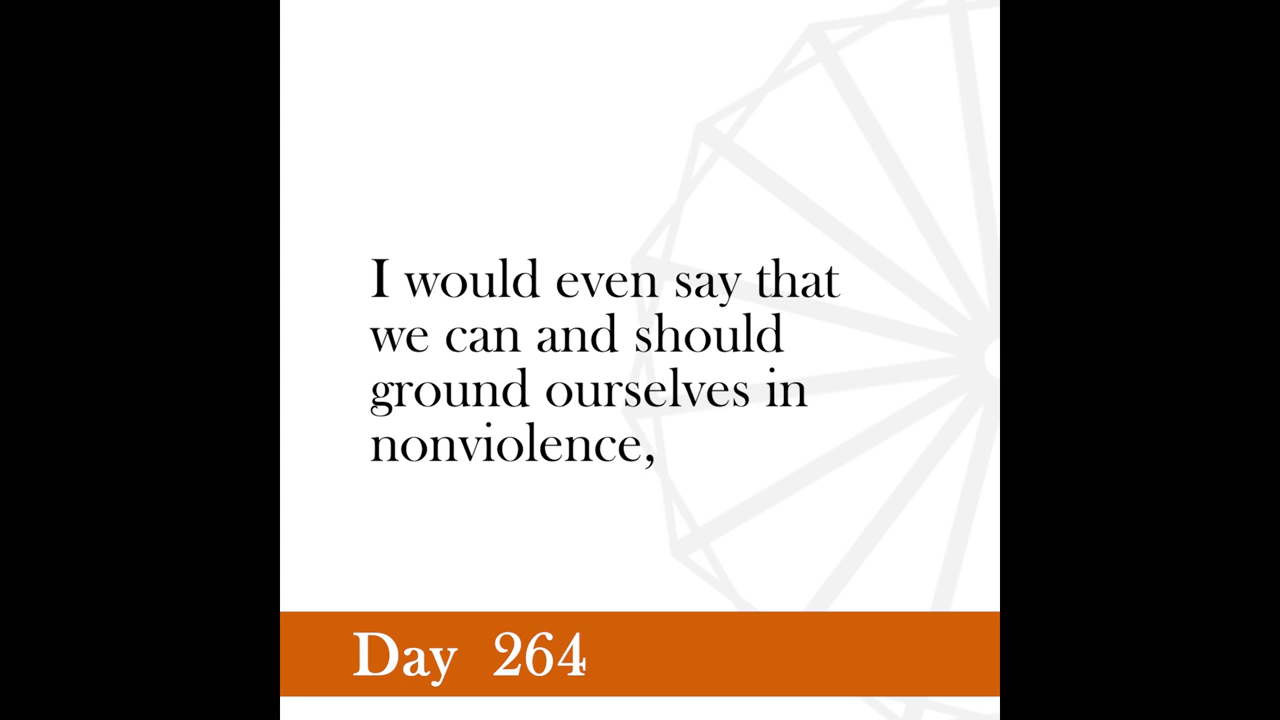 I would even say that
we can and should
ground ourselves in
nonviolence,
Day 264